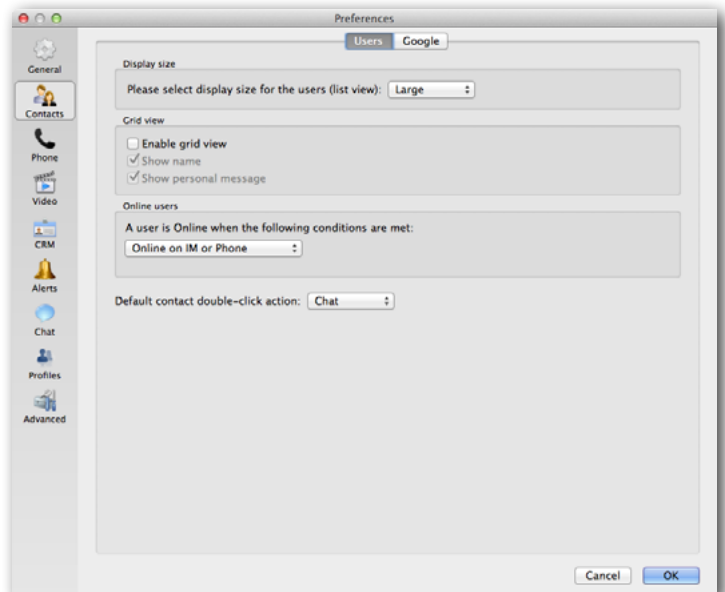 Preferences
Users Google
General
Contacts
Phone
Video
CRM
Alerts
Chat
Profiles
Advanced
Display size
Please select display size for the users (list view): Large
Grid view
Enable grid view
Show name
Show personal message
Online users
A user is Online when the following conditions are met:
Online on IM or Phone
Default contact double-click action: Chat
Cancel OK